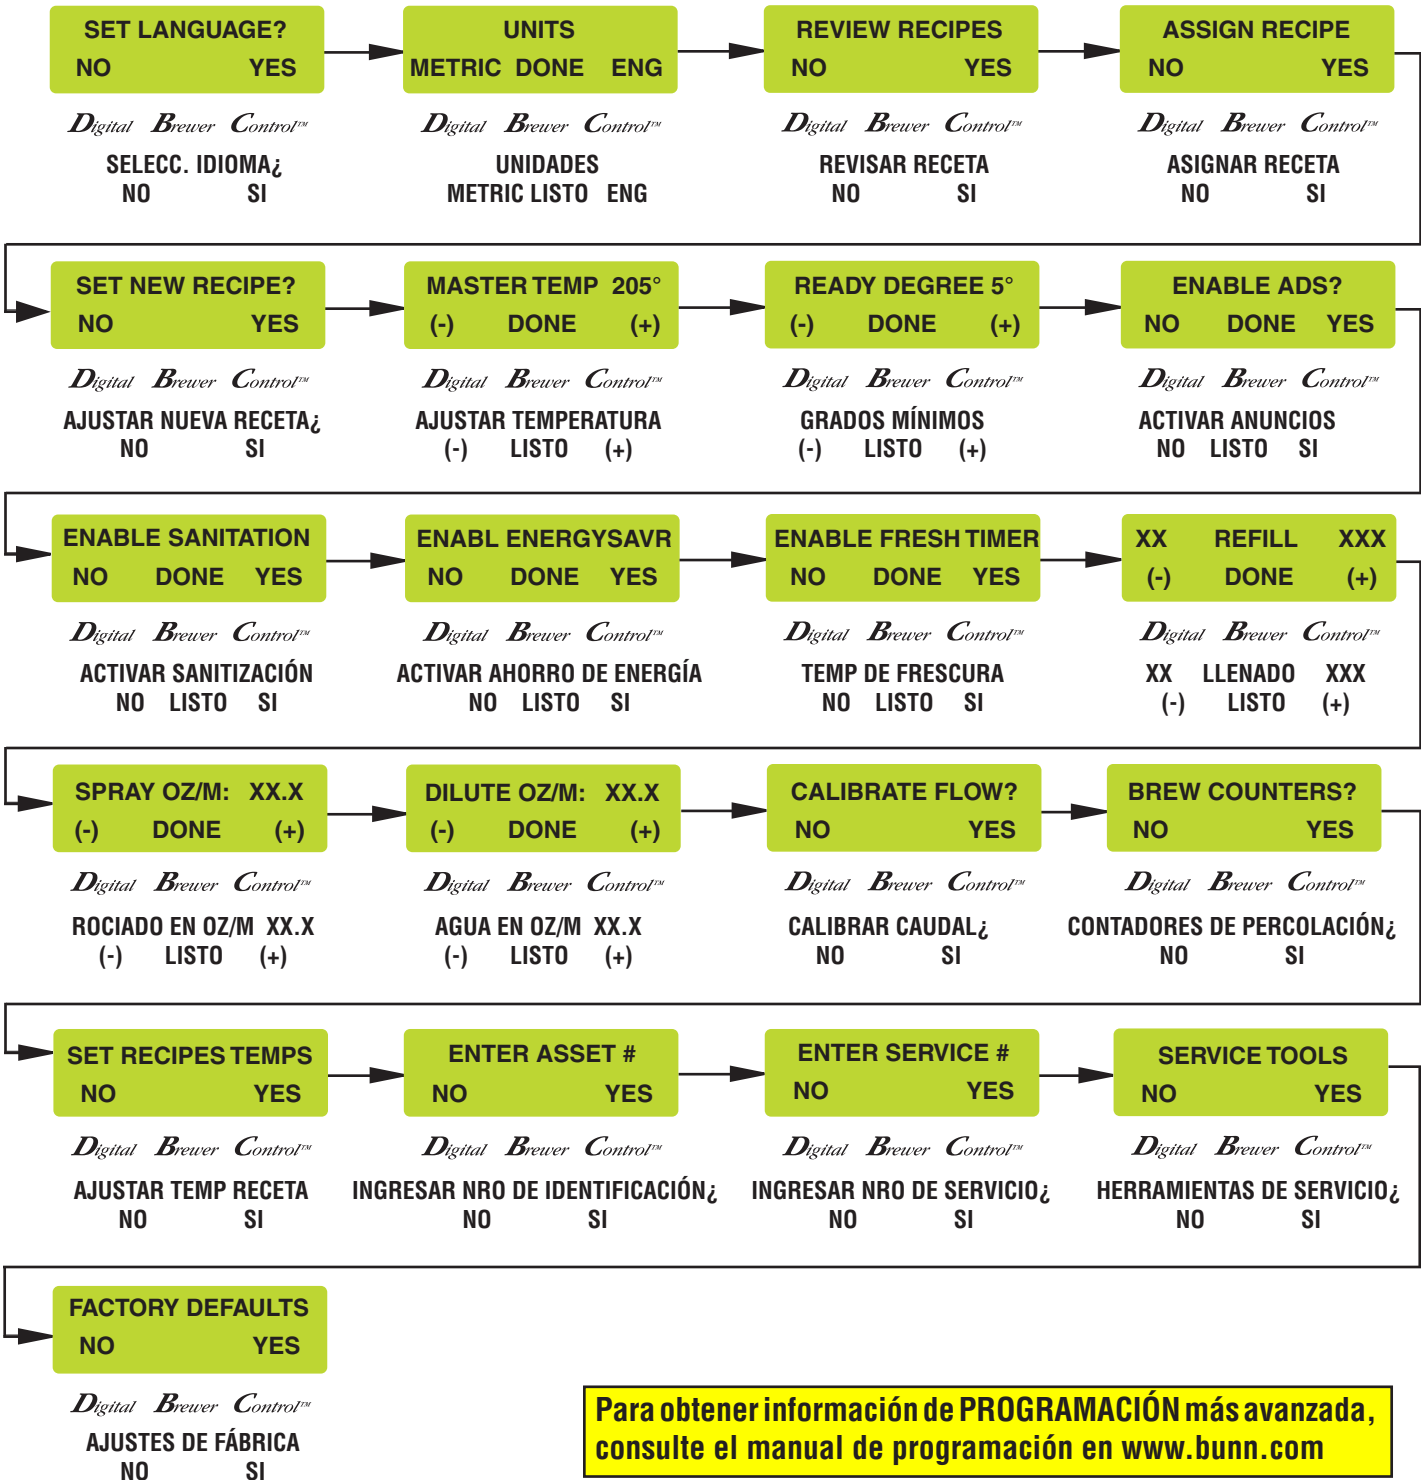 SET LANGUAGE?
NO YES
Digital Brewer Control™
SELECC. IDIOMA¿
NO SI
UNITS
METRIC DONE ENG
Digital Brewer Control™
UNIDADES
METRIC LISTO ENG
REVIEW RECIPES
NO YES
Digital Brewer Control™
REVISAR RECETA
NO SI
ASSIGN RECIPE
NO YES
Digital Brewer Control™
ASIGNAR RECETA
NO SI
SET NEW RECIPE?
NO YES
Digital Brewer Control™
AJUSTAR NUEVA RECETA¿
NO SI
MASTER TEMP 205°
(-) DONE (+)
Digital Brewer Control™
AJUSTAR TEMPERATURA
(-) LISTO (+)
READY DEGREE 5°
(-) DONE (+)
Digital Brewer Control™
GRADOS MÍNIMOS
(-) LISTO (+)
ENABLE ADS?
NO DONE YES
Digital Brewer Control™
ACTIVAR ANUNCIOS
NO LISTO SI
ENABLE SANITATION
NO DONE YES
Digital Brewer Control™
ACTIVAR SANITIZACIÓN
NO LISTO SI
ENABL ENERGYSAVR
NO DONE YES
Digital Brewer Control™
ACTIVAR AHORRO DE ENERGÍA
NO LISTO SI
ENABLE FRESH TIMER
NO DONE YES
Digital Brewer Control™
TEMP DE FRESCURA
NO LISTO SI
XX REFILL XXX
(-) DONE (+)
Digital Brewer Control™
XX LLENADO XXX
(-) LISTO (+)
SPRAY OZ/M: XX.X
(-) DONE (+)
Digital Brewer Control™
ROCIADO EN OZ/M XX.X
(-) LISTO (+)
DILUTE OZ/M: XX.X
(-) DONE (+)
Digital Brewer Control™
AGUA EN OZ/M XX.X
(-) LISTO (+)
CALIBRATE FLOW?
NO YES
Digital Brewer Control™
CALIBRAR CAUDAL¿
NO SI
BREW COUNTERS?
NO YES
Digital Brewer Control™
CONTADORES DE PERCOLACIÓN¿
NO SI
SET RECIPES TEMPS
NO YES
Digital Brewer Control™
AJUSTAR TEMP RECETA
NO SI
ENTER ASSET #
NO YES
Digital Brewer Control™
INGRESAR NRO DE IDENTIFICACIÓN¿
NO SI
ENTER SERVICE #
NO YES
Digital Brewer Control™
INGRESAR NRO DE SERVICIO¿
NO SI
SERVICE TOOLS
NO YES
Digital Brewer Control™
HERRAMIENTAS DE SERVICIO¿
NO SI
FACTORY DEFAULTS
NO YES
Digital Brewer Control™
AJUSTES DE FÁBRICA
NO SI
Para obtener información de PROGRAMACIÓN más avanzada,
consulte el manual de programación en www.bunn.com